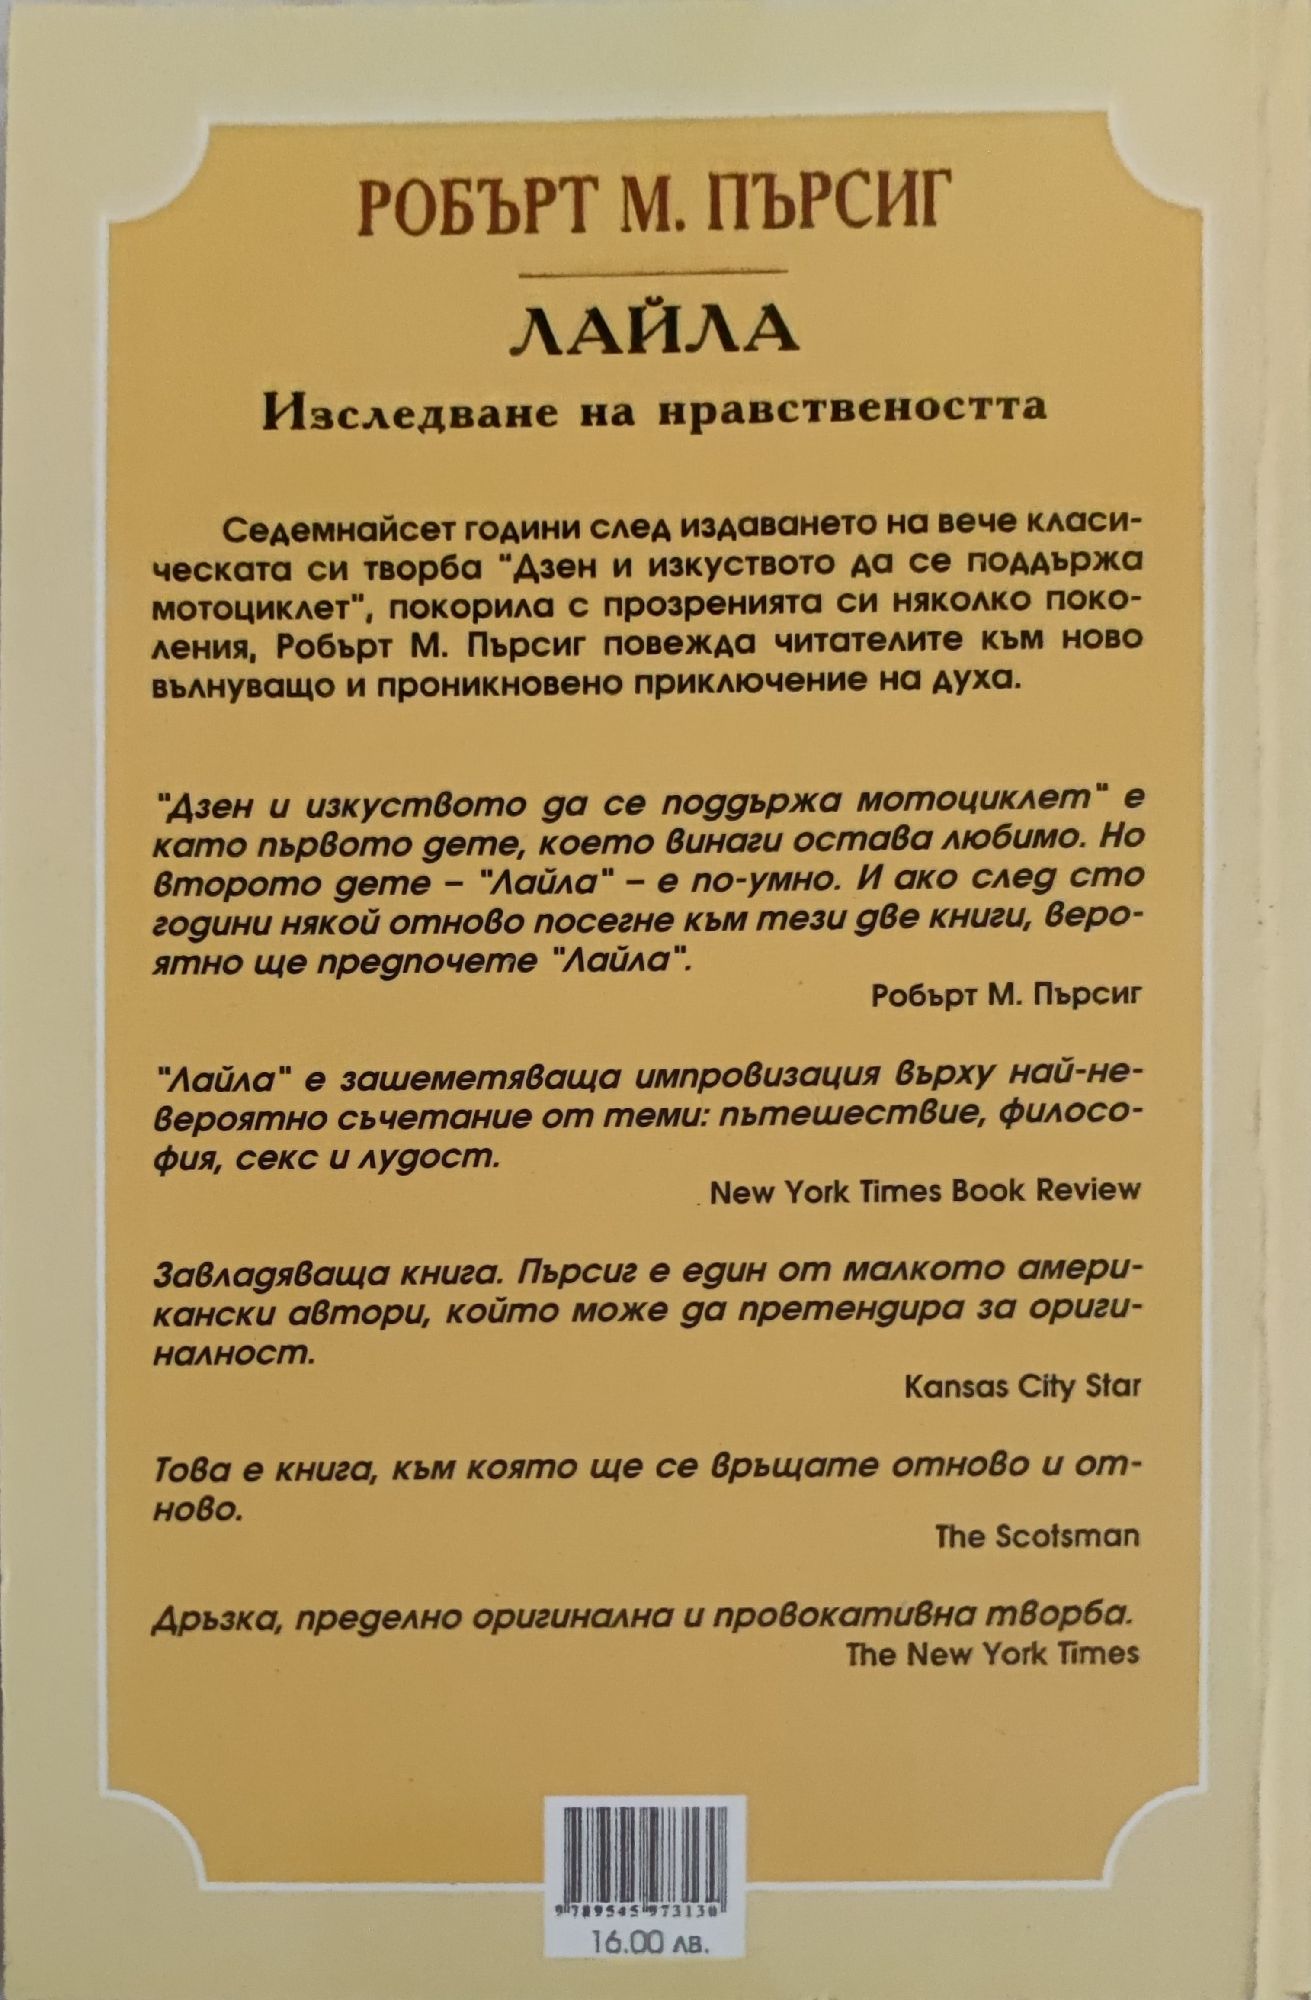 РОБЪРТ М. ПЪРСИГ
ЛАЙЛА
Изследване на нравствеността
Седемнайсет години след издаването на вече класи-
ческата си творба "Дзен и изкуството да се поддържа
мотоциклет", покорила с прозренията си няколко поко-
ления, Робърт М. Пърсиг повежда читателите към ново
вълнуващо и проникновено приключение на духа.
"Дзен и изкуството да се поддържа мотоциклет" е
като първото дете, което винаги остава любимо. Но
второто дете – "Лайла" – е по-умно. И ако след сто
години някой отново посегне към тези две книги, веро-
ятно ще предпочете "Лайла".
Робърт М. Пърсиг
"Лайла" е зашеметяваща импровизация върху най-не-
вероятно съчетание от теми: пътешествие, филосо-
фия, секс и лудост.
New York Times Book Review
Завладяваща книга. Пърсиг е един от малкото амери-
кански автори, който може да претендира за ориги-
налност.
Kansas City Star
Това е книга, към която ще се връщате отново и от-
ново.
The Scotsman
Дръзка, пределно оригинална и провокативна творба.
The New York Times
9 789545 973130
16.00 лв.